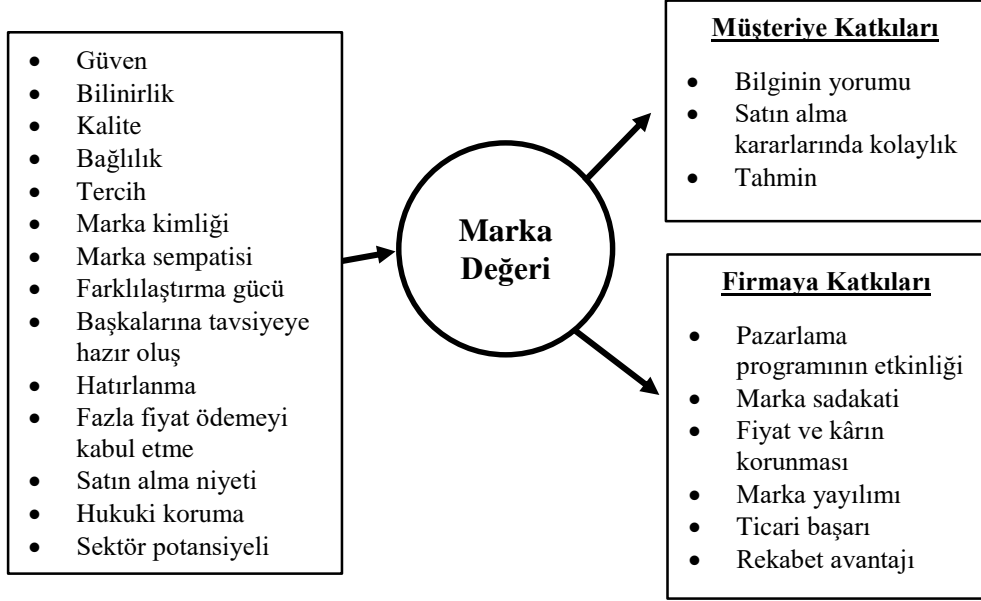 • Güven
• Bilinirlik
• Kalite
• Bağlılık
• Tercih
• Marka kimliği
• Marka sempatisi
• Farklılaştırma gücü
• Başkalarına tavsiyeye
hazır oluş
• Hatırlanma
• Fazla fiyat ödemeyi
kabul etme
• Satın alma niyeti
• Hukuki koruma
• Sektör potansiyeli
Marka
Değeri
Müşteriye Katkıları
• Bilginin yorumu
• Satın alma
kararlarında kolaylık
• Tahmin
Firmaya Katkıları
• Pazarlama
programının etkinliği
• Marka sadakati
• Fiyat ve kârın
korunması
• Marka yayılımı
• Ticari başarı
• Rekabet avantajı